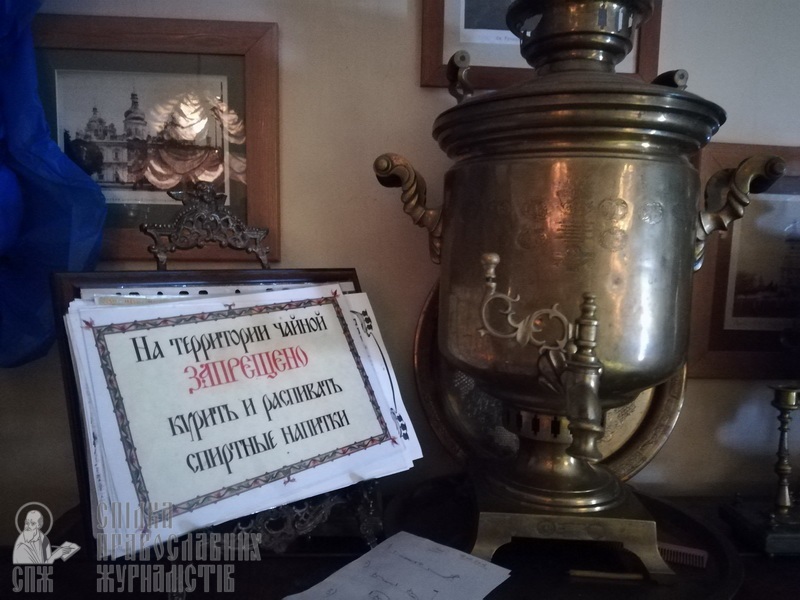 На территории чайной
ЗАПРЕЩЕНО
курить и распивать
спиртные напитки
СПІЛКА
ПРАВОСЛАВНИХ
ЖУРНАЛІСТІВ
СПЖ